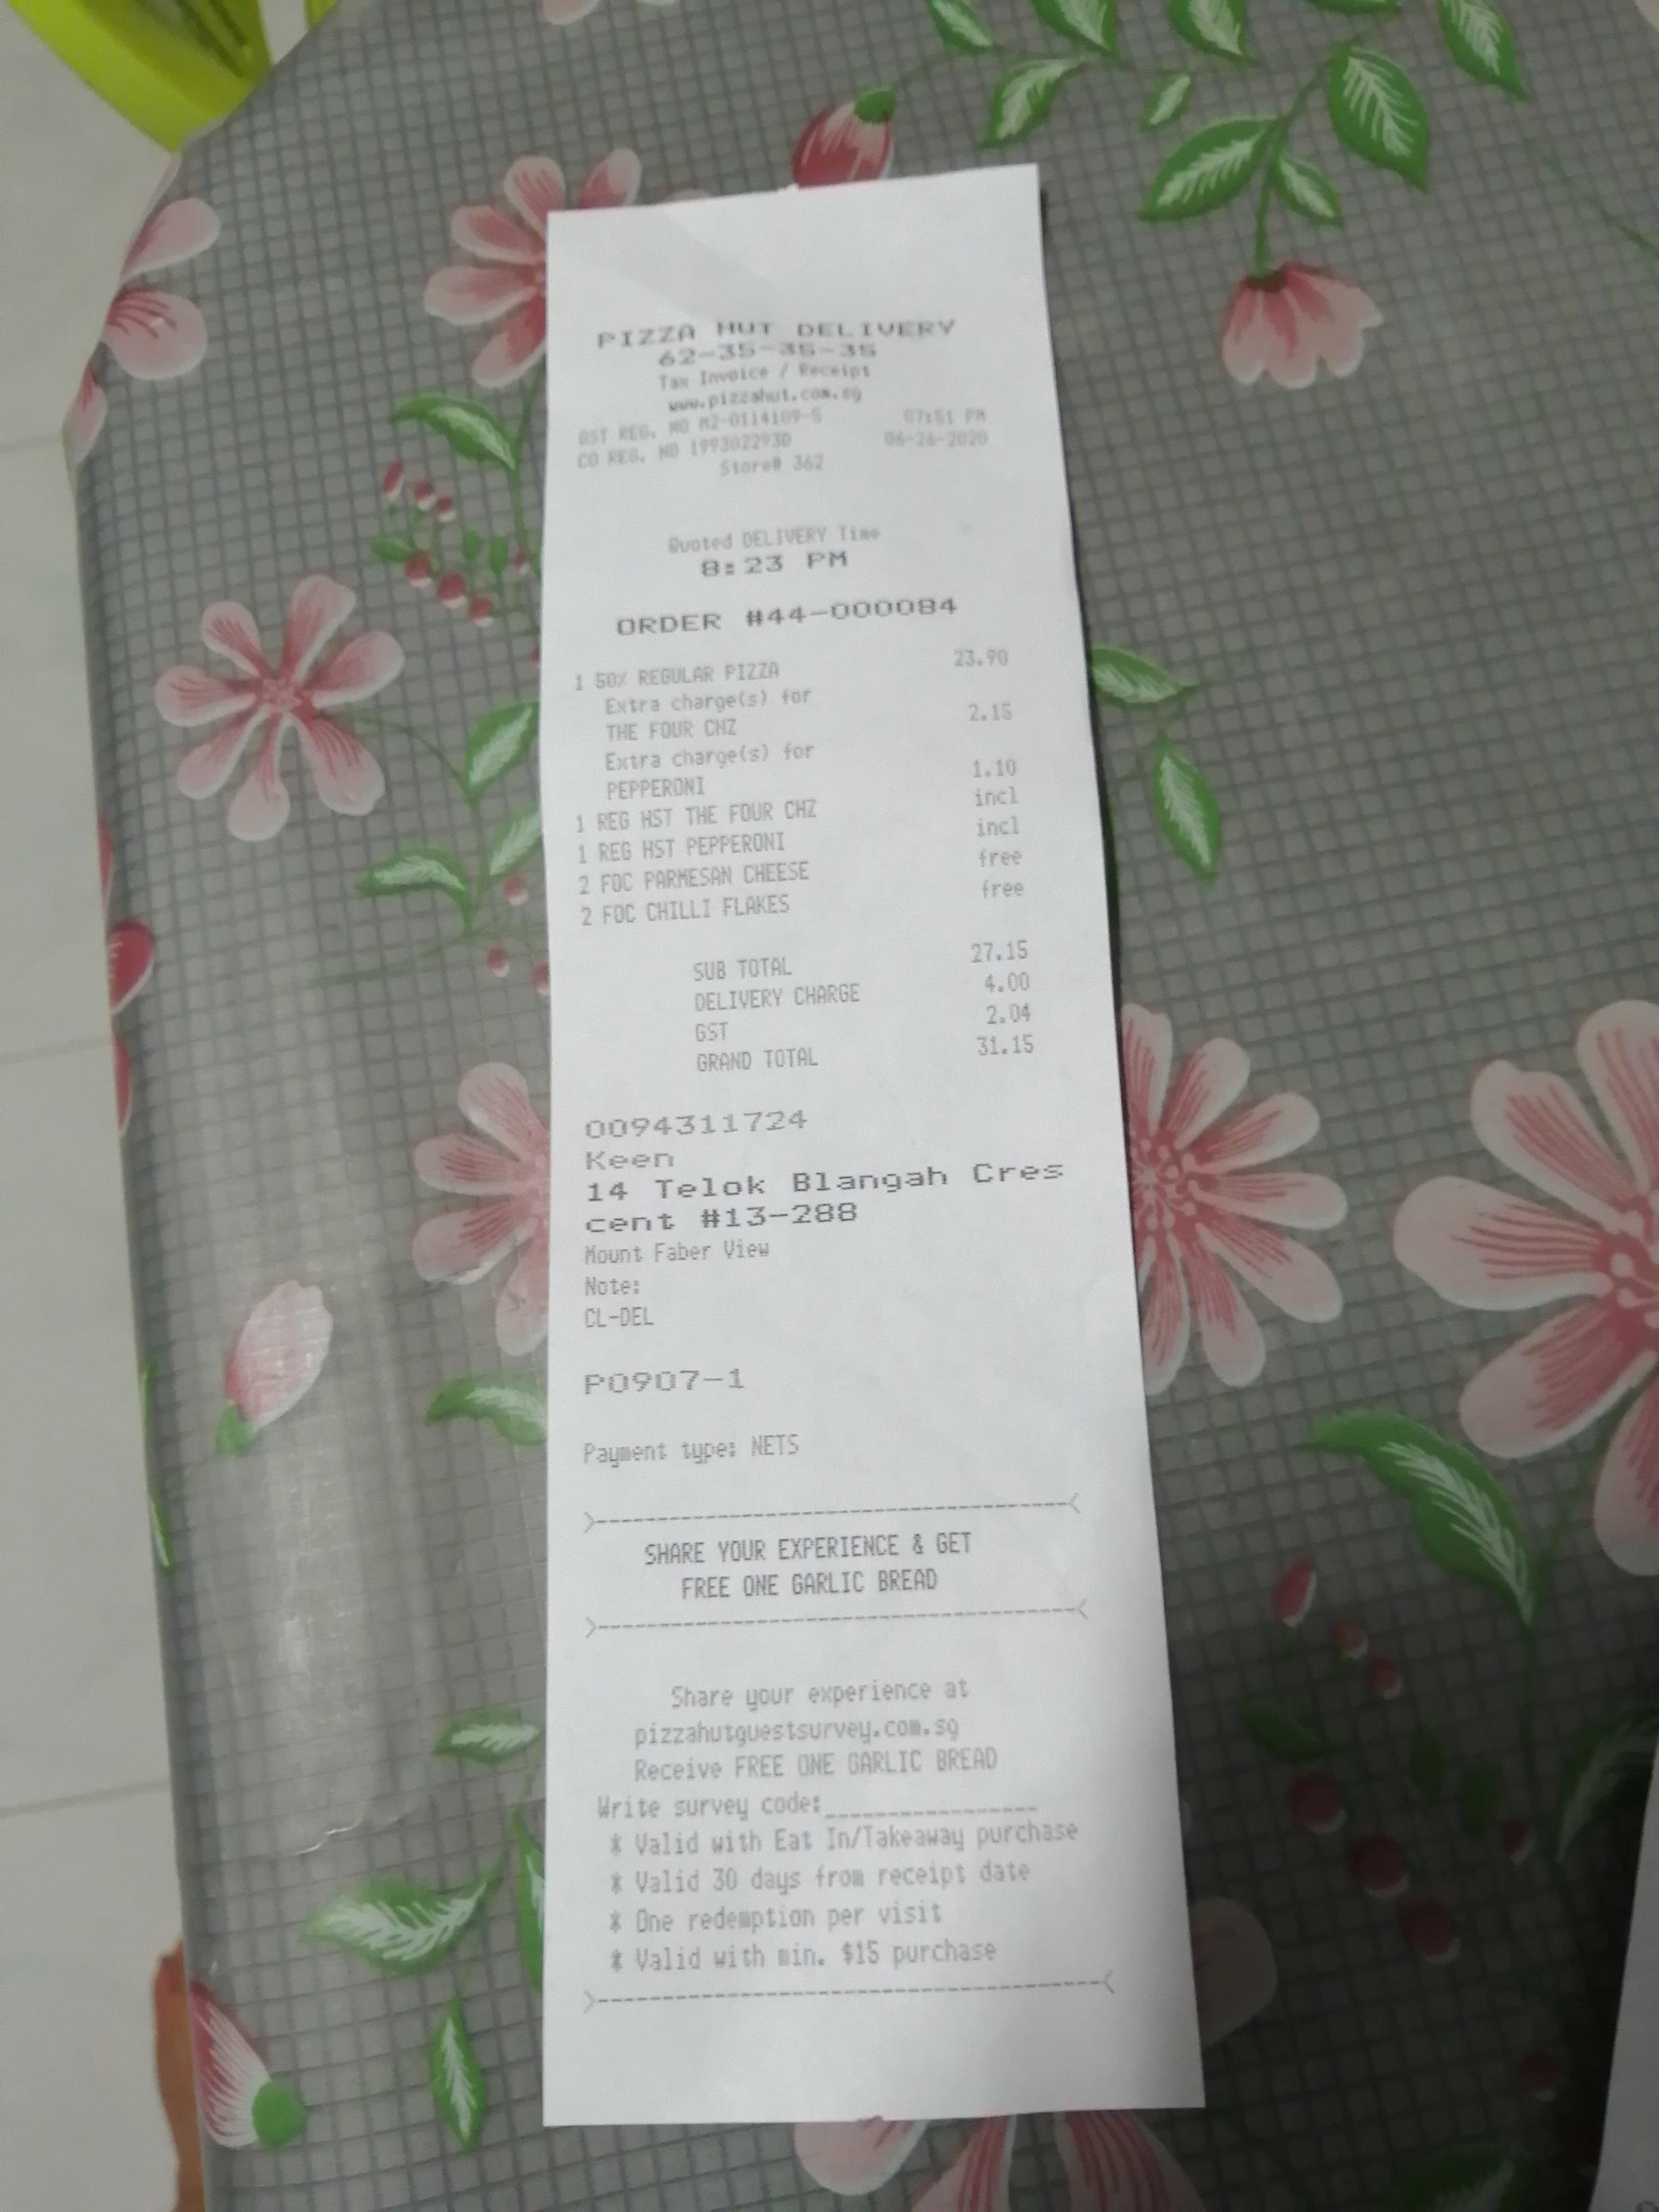 PIZZA HUT DELIVERY
62-35-35-35
Tax Invoice / Receipt
www.pizzahut.com.sg
GST REG. NO M2-0114109-5 07:51 PM
CO REG. NO 199302293D 06-26-2020
Store# 362
Quoted DELIVERY Time
8:23 PM
ORDER #44-000084
1 50% REGULAR PIZZA 23.90
Extra charge(s) for
THE FOUR CHZ 2.15
Extra charge(s) for
PEPPERONI 1.10
1 REG HST THE FOUR CHZ incl
1 REG HST PEPPERONI incl
2 FOC PARMESAN CHEESE free
2 FOC CHILLI FLAKES free
SUB TOTAL 27.15
DELIVERY CHARGE 4.00
GST 2.04
GRAND TOTAL 31.15
0094311724
Keen
14 Telok Blangah Cres
cent #13-288
Mount Faber View
Note:
CL-DEL
P0907-1
Payment type: NETS
>---------------------------------------<
SHARE YOUR EXPERIENCE & GET
FREE ONE GARLIC BREAD
>---------------------------------------<
Share your experience at
pizzahutguestsurvey.com.sg
Receive FREE ONE GARLIC BREAD
Write survey code:_________________
* Valid with Eat In/Takeaway purchase
* Valid 30 days from receipt date
* One redemption per visit
* Valid with min. $15 purchase
>---------------------------------------<